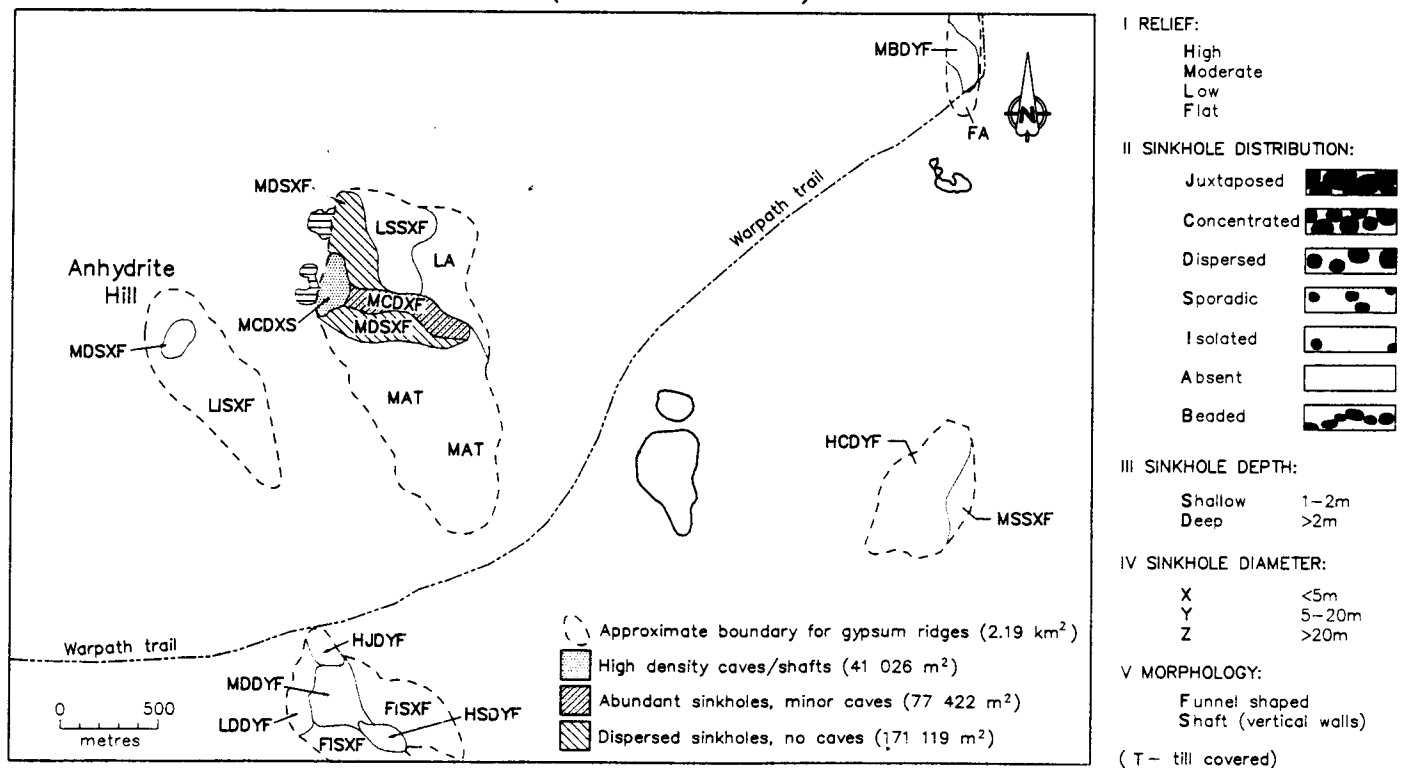 MBDYF
N
FA
Warpath trail
MDSXF
LSSXF
LA
Anhydrite
Hill
MCDXF
MCDXS
MDSXF
MDSXF
LISXF
MAT
MAT
HCDYF
MSSXF
Warpath trail
HJDYF
MDDYF
LDDYF
FISXF
HSDYF
FISXF
0 500
metres
Approximate boundary for gypsum ridges (2.19 km²)
High density caves/shafts (41 026 m²)
Abundant sinkholes, minor caves (77 422 m²)
Dispersed sinkholes, no caves (171 119 m²)
I RELIEF:
High
Moderate
Low
Flat
II SINKHOLE DISTRIBUTION:
Juxtaposed
Concentrated
Dispersed
Sporadic
Isolated
Absent
Beaded
III SINKHOLE DEPTH:
Shallow 1-2m
Deep >2m
IV SINKHOLE DIAMETER:
X <5m
Y 5-20m
Z >20m
V MORPHOLOGY:
Funnel shaped
Shaft (vertical walls)
(T- till covered)